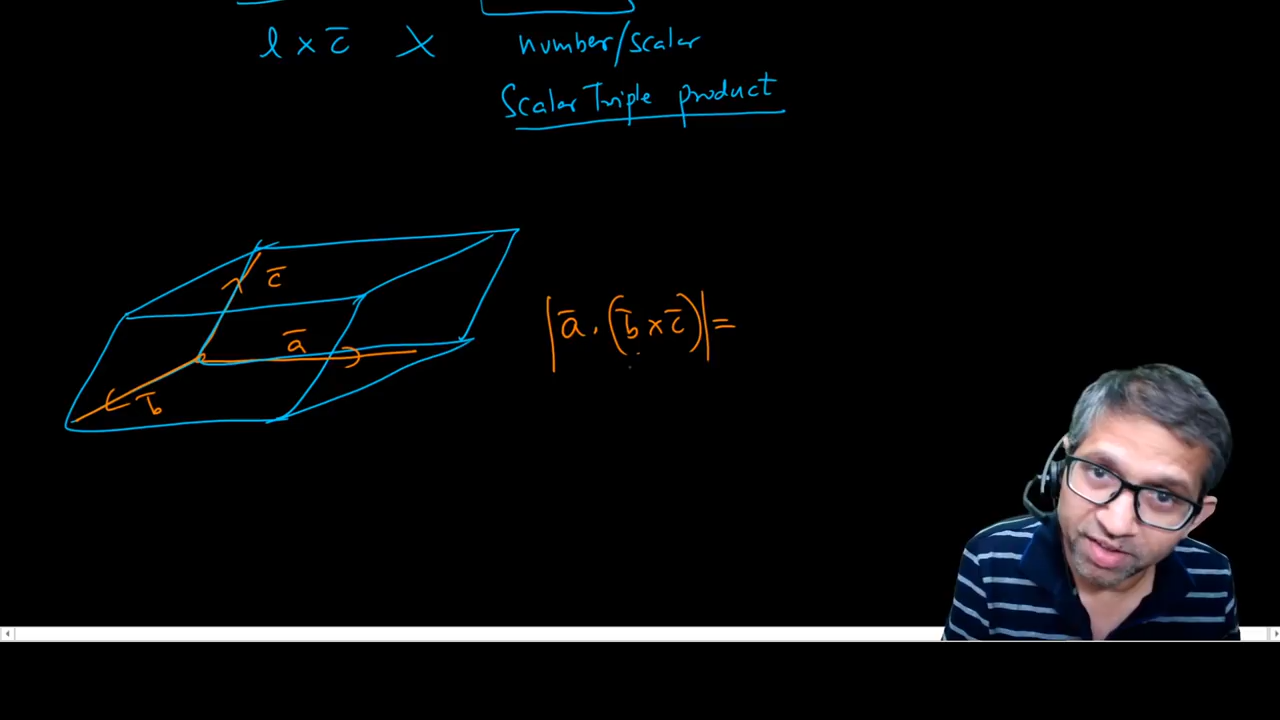 l × c̄ X number/scalar
Scalar Triple product
c̄
ā
b̄
|ā . (b̄ × c̄)| =